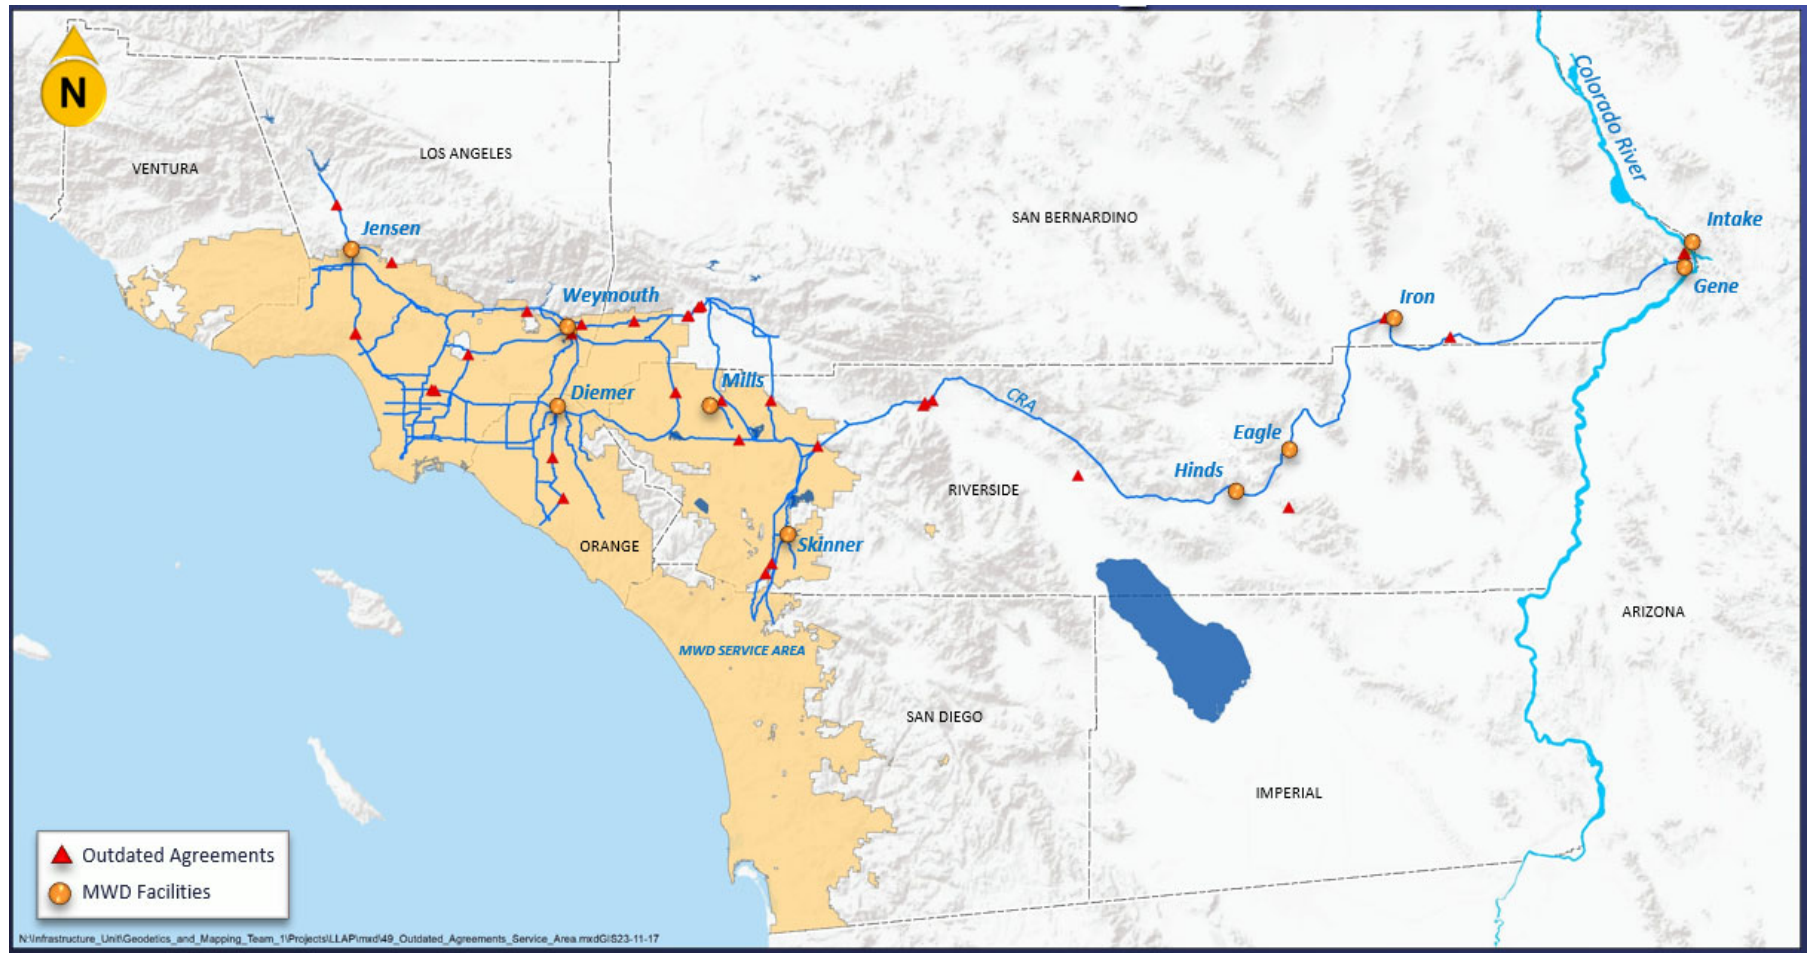 N
Colorado River
LOS ANGELES
VENTURA
SAN BERNARDINO
Intake
Jensen
Gene
Weymouth
Iron
Mills
Diemer
CRA
Eagle
Hinds
RIVERSIDE
ORANGE
Skinner
ARIZONA
MWD SERVICE AREA
SAN DIEGO
IMPERIAL
Outdated Agreements
MWD Facilities
N:\Infrastructure_Unit\Geodetics_and_Mapping_Team_1\Projects\LLAP\mxd\49_Outdated_Agreements_Service_Area.mxdGIS23-11-17